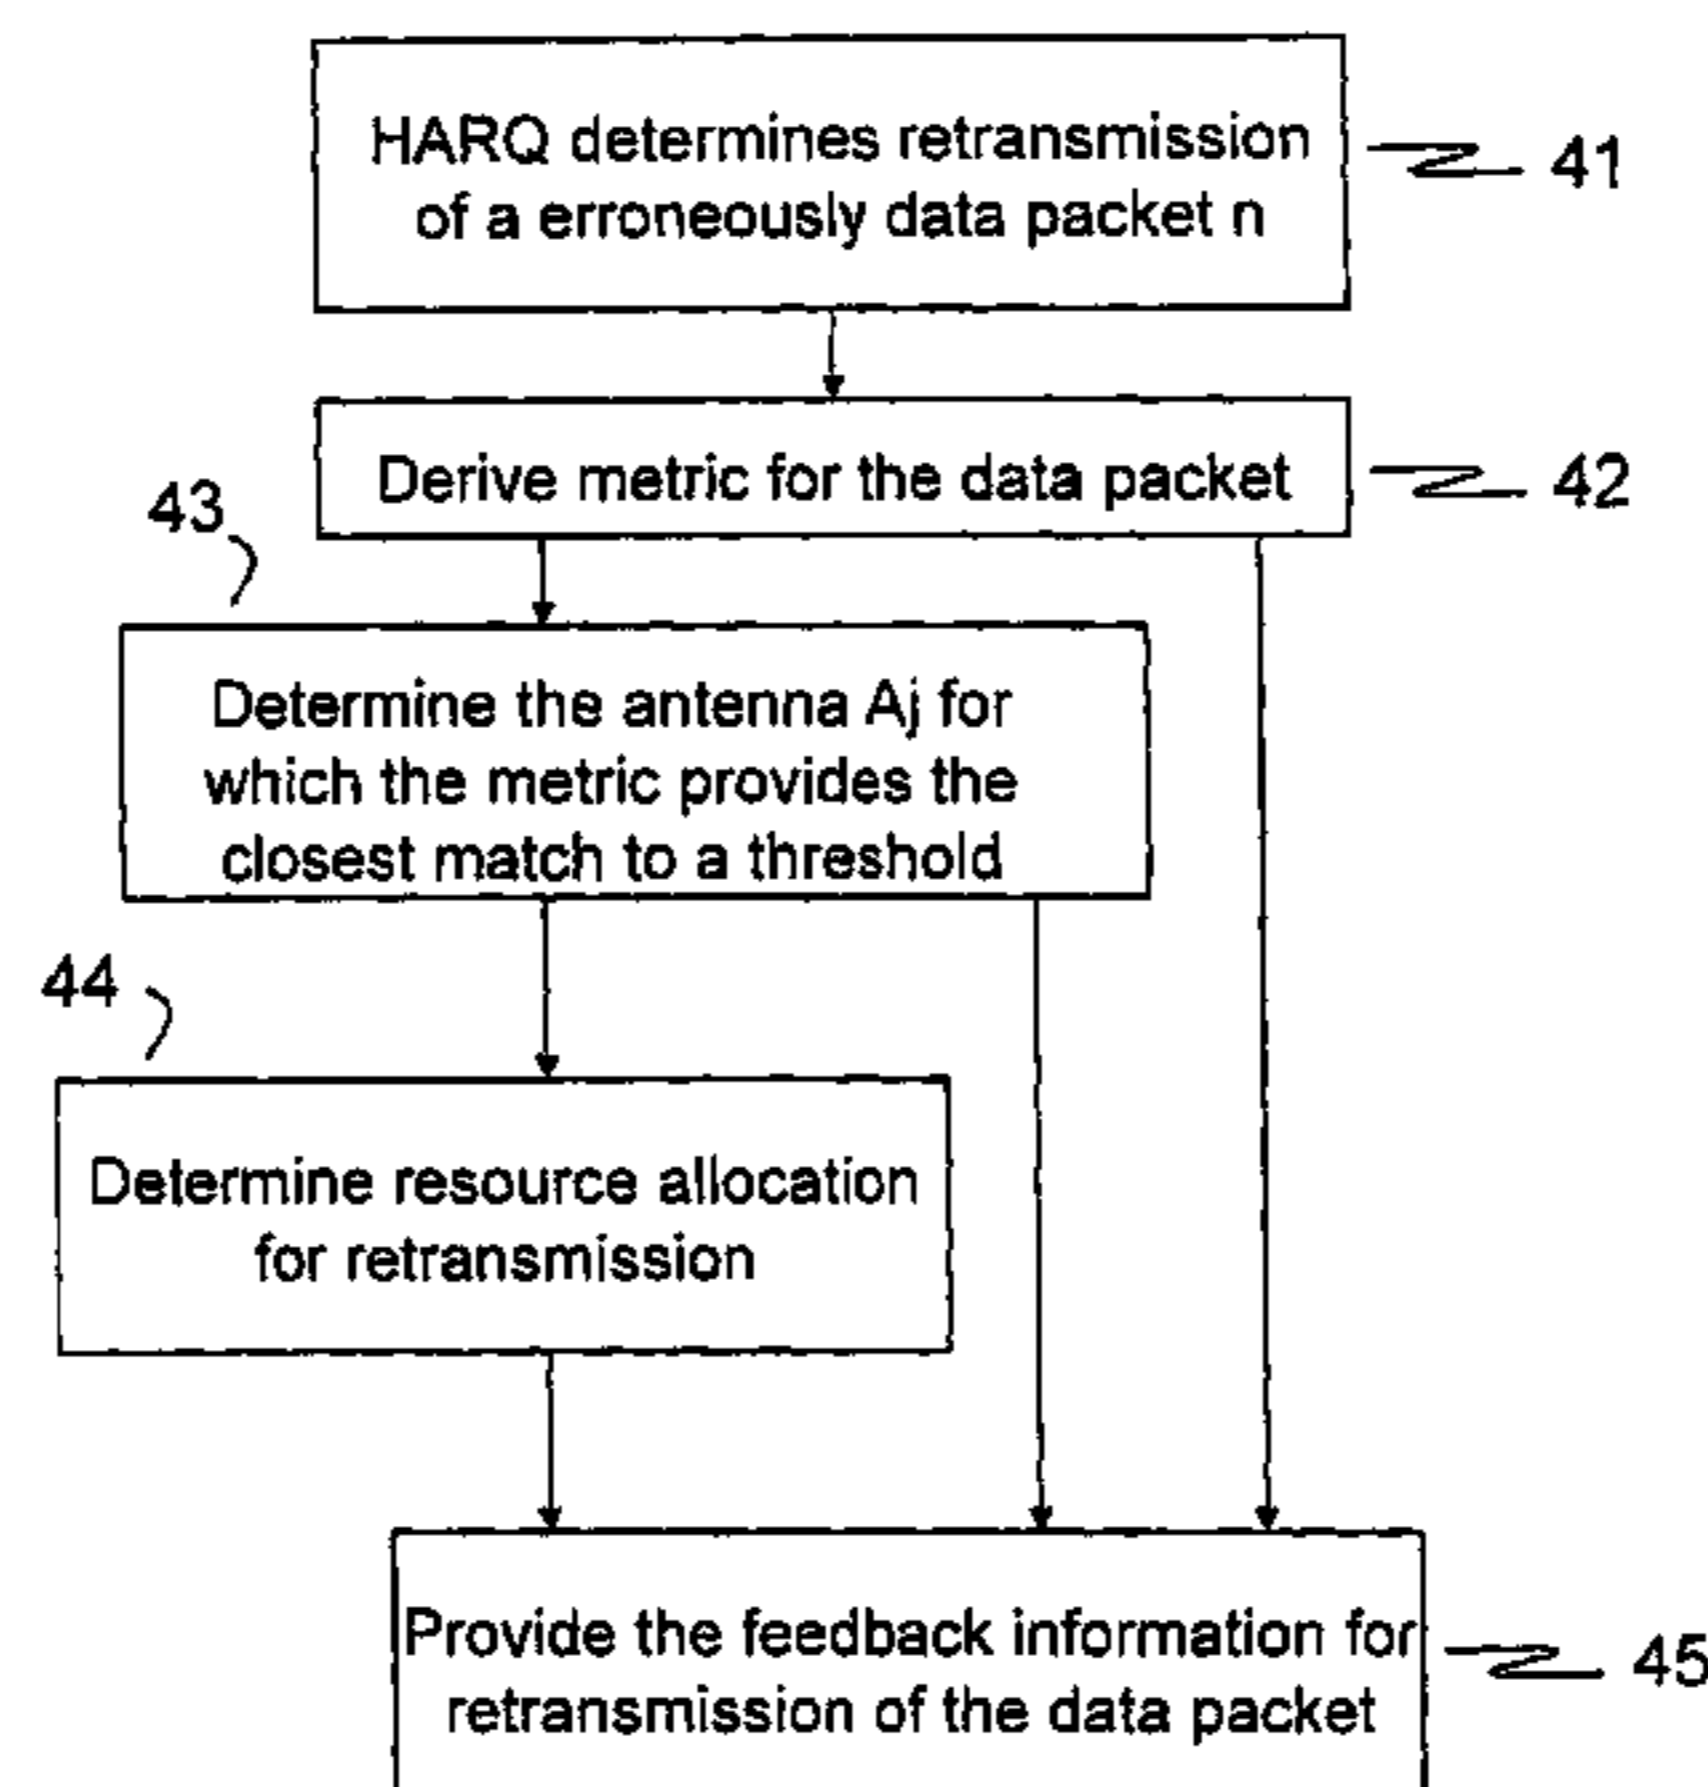 HARQ determines retransmission
of a erroneously data packet n
41
Derive metric for the data packet
42
43
Determine the antenna Aj for
which the metric provides the
closest match to a threshold
44
Determine resource allocation
for retransmission
Provide the feedback information for
retransmission of the data packet
45